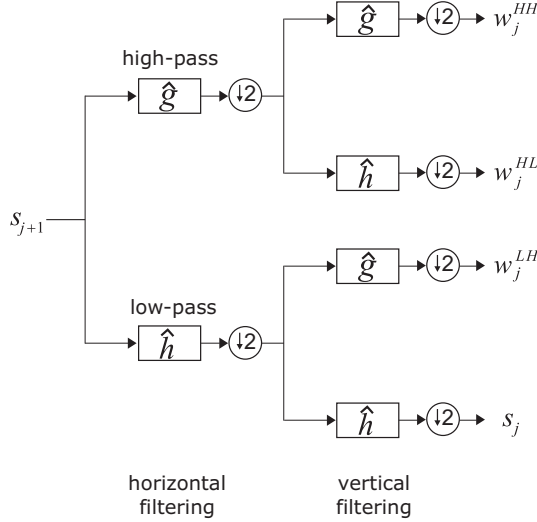 ĝ ↓2 w_j^{HH}
high-pass
ĝ ↓2
ĥ ↓2 w_j^{HL}
s_{j+1}
ĝ ↓2 w_j^{LH}
low-pass
ĥ ↓2
ĥ ↓2 s_j
horizontal
filtering
vertical
filtering